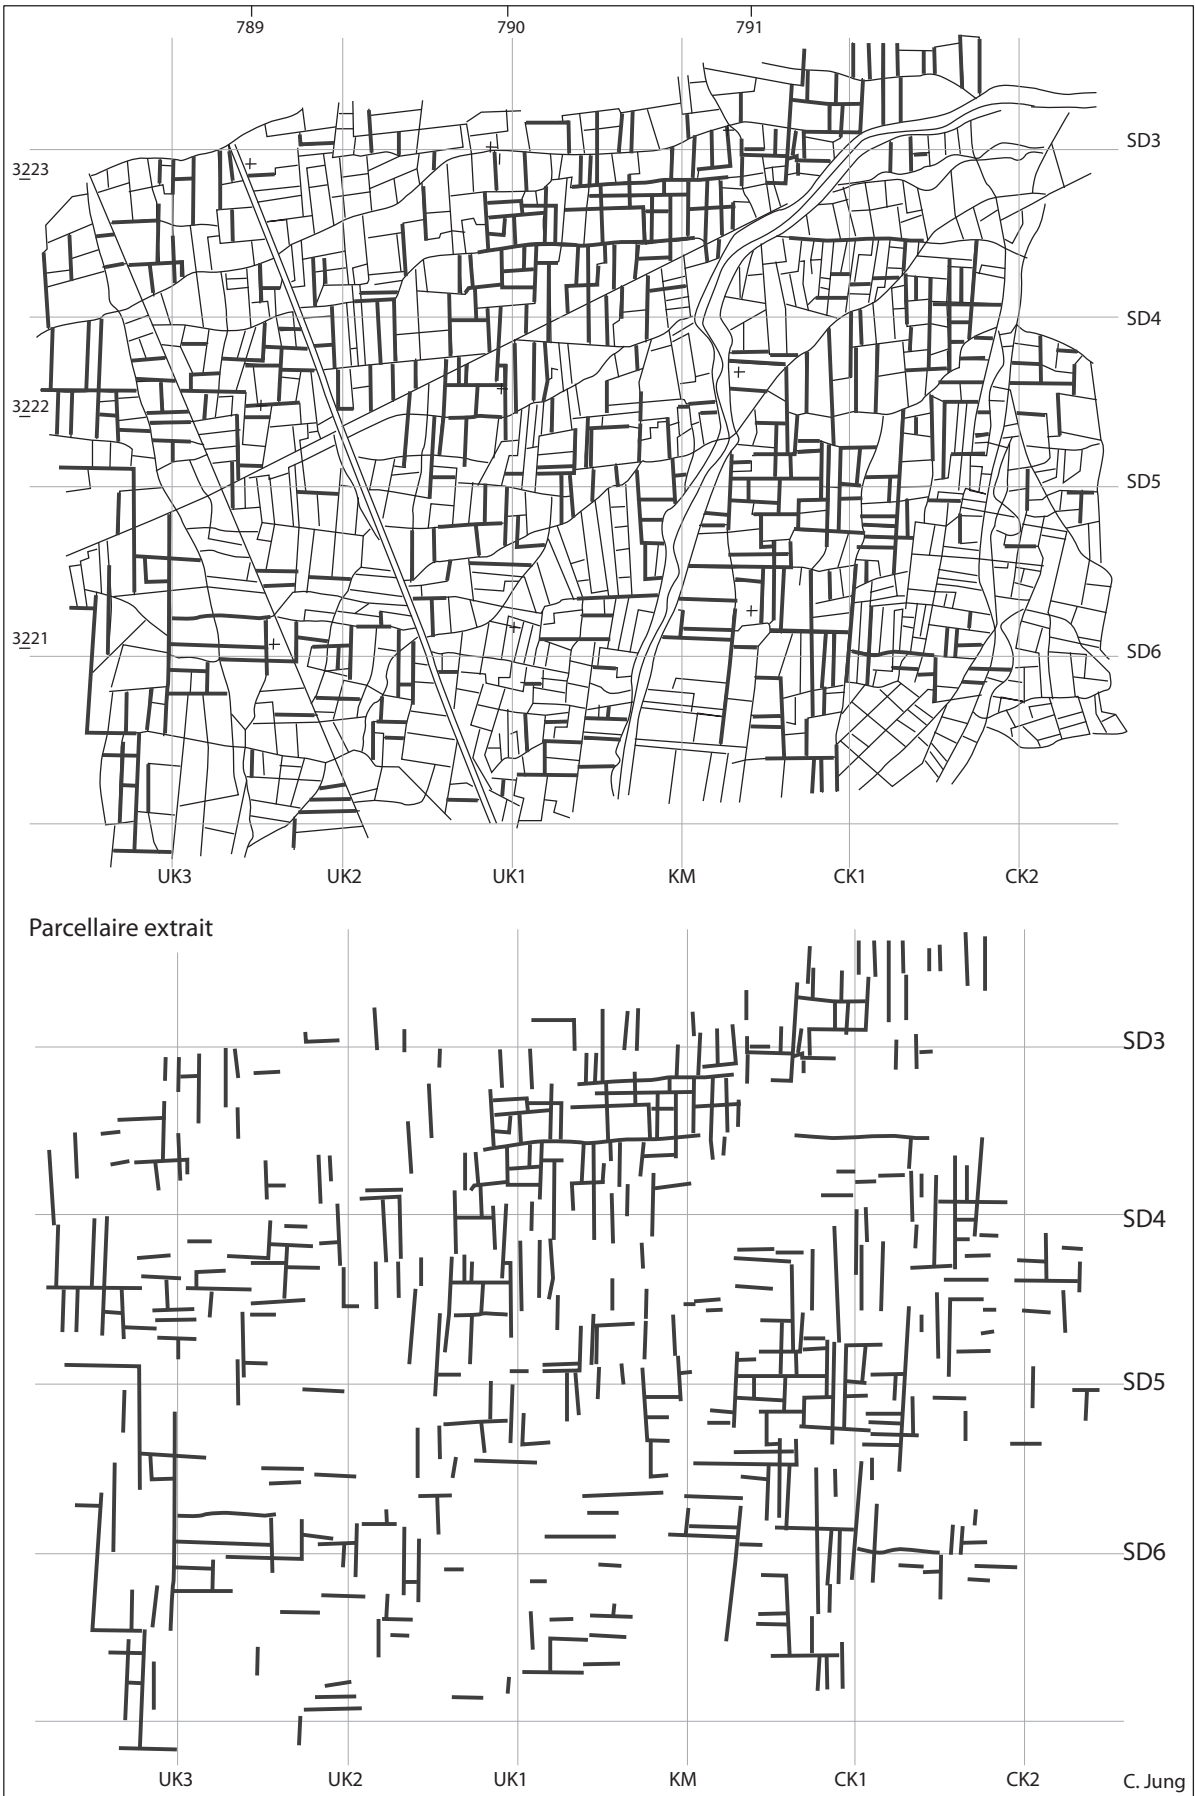 789 790 791
SD3
3223
SD4
3222
SD5
3221
SD6
UK3 UK2 UK1 KM CK1 CK2
Parcellaire extrait
SD3
SD4
SD5
SD6
UK3 UK2 UK1 KM CK1 CK2
C. Jung